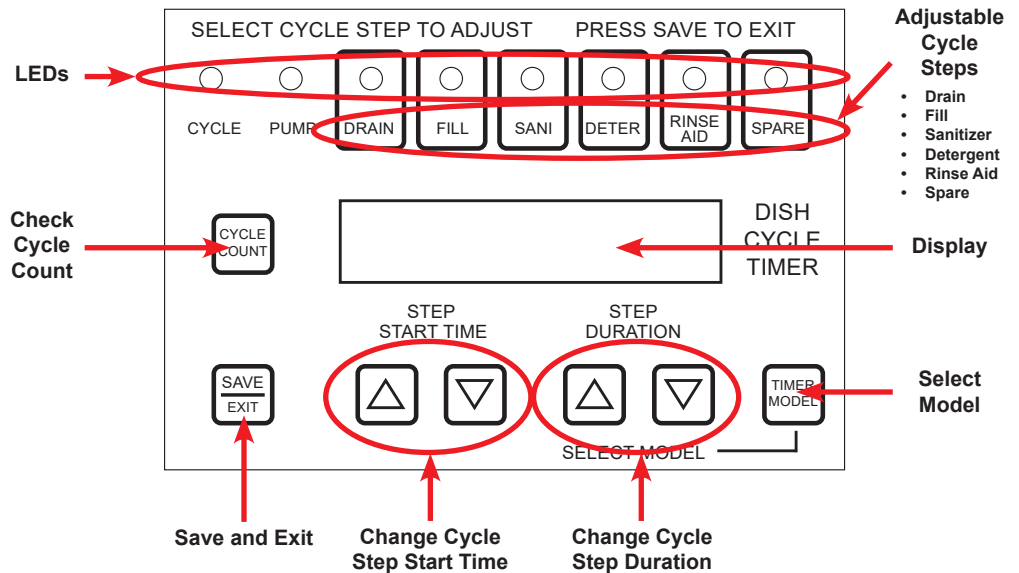 SELECT CYCLE STEP TO ADJUST
PRESS SAVE TO EXIT
Adjustable
Cycle
Steps
• Drain
• Fill
• Sanitizer
• Detergent
• Rinse Aid
• Spare
LEDs
CYCLE
PUMP
DRAIN
FILL
SANI
DETER
RINSE
AID
SPARE
Check
Cycle
Count
CYCLE
COUNT
DISH
CYCLE
TIMER
Display
STEP
START TIME
STEP
DURATION
SAVE
EXIT
TIMER
MODEL
Select
Model
SELECT MODEL
Save and Exit
Change Cycle
Step Start Time
Change Cycle
Step Duration